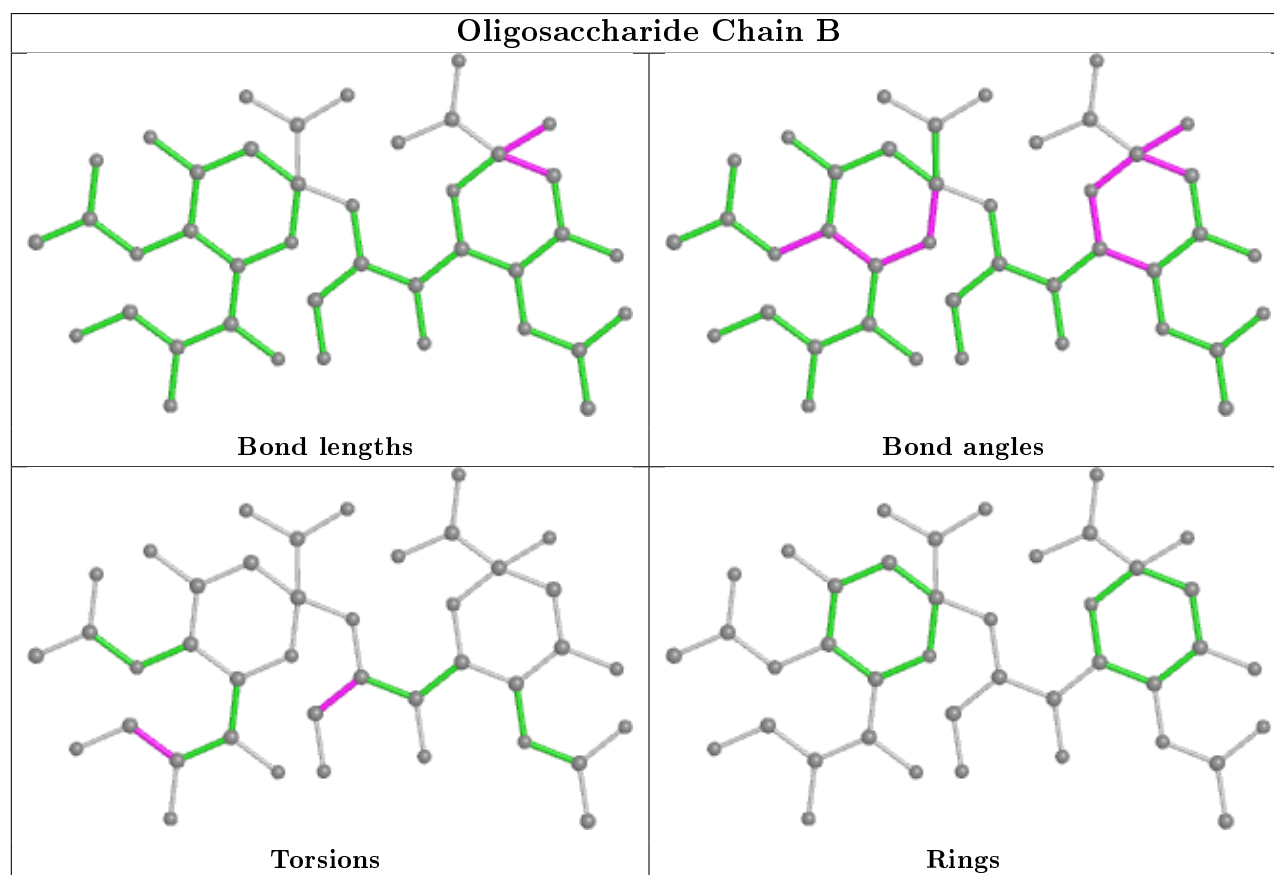 Oligosaccharide Chain B
Bond lengths
Bond angles
Torsions
Rings